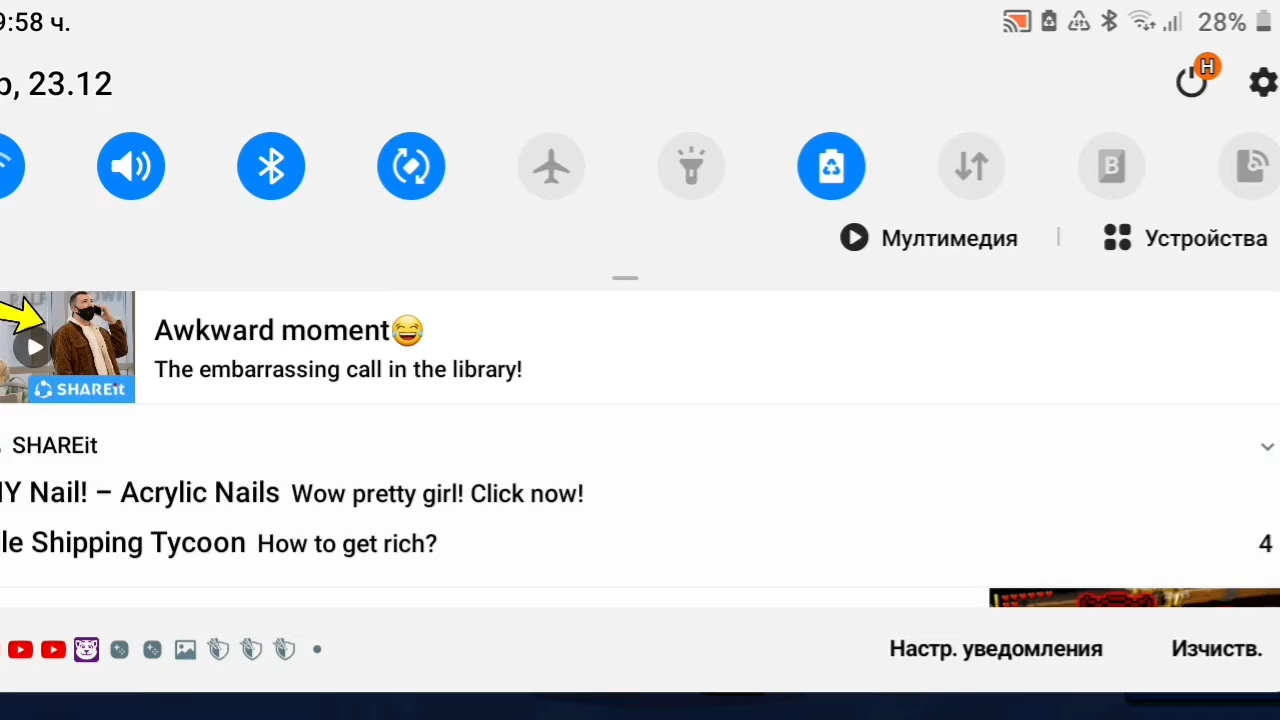 9:58 ч.
28%
р, 23.12
H
B
Мултимедия
Устройства
Awkward moment😂
The embarrassing call in the library!
SHAREit
SHAREit
IY Nail! – Acrylic Nails Wow pretty girl! Click now!
le Shipping Tycoon How to get rich?
4
Настр. уведомления
Изчиств.